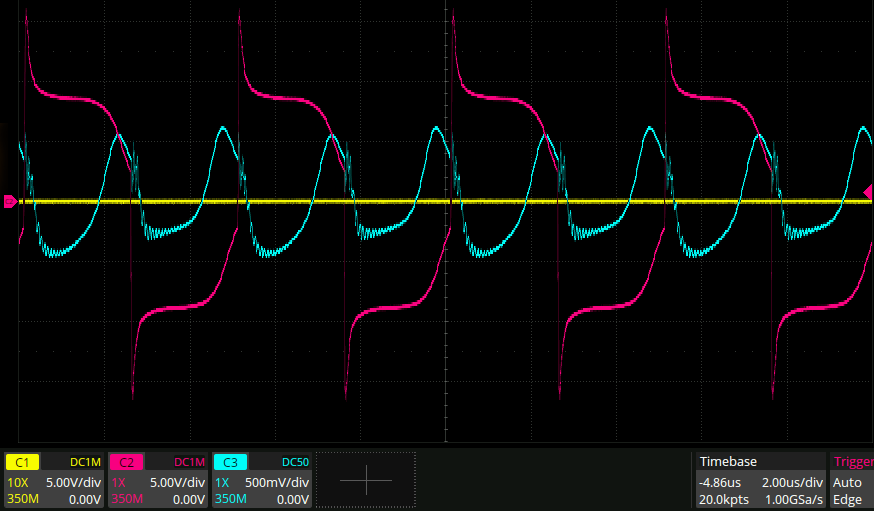 C2
C1 DC1M
10X 5.00V/div
350M 0.00V
C2 DC1M
1X 5.00V/div
350M 0.00V
C3 DC50
1X 500mV/div
350M 0.00V
Timebase
-4.86us 2.00us/div
20.0kpts 1.00GSa/s
Trigger
Auto
Edge